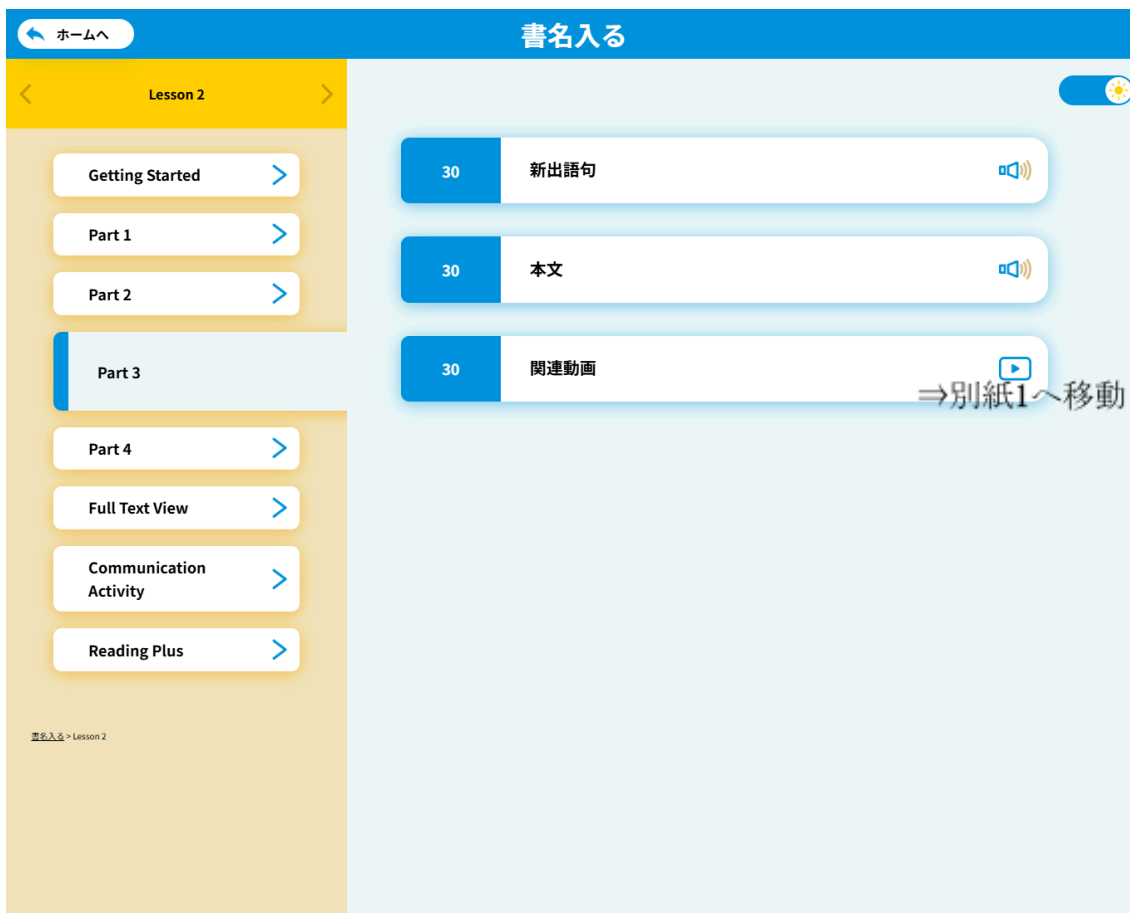 ホームへ
書名入る
Lesson 2
Getting Started
Part 1
Part 2
Part 3
Part 4
Full Text View
Communication
Activity
Reading Plus
書名入る > Lesson 2
30 新出語句
30 本文
30 関連動画
⇒別紙1へ移動